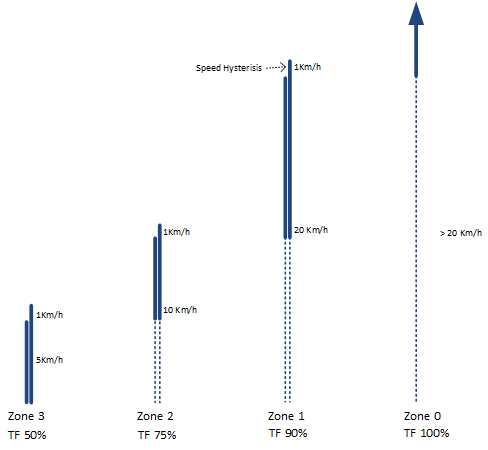 Speed Hysterisis
1Km/h
1Km/h
20 Km/h
> 20 Km/h
1Km/h
10 Km/h
1Km/h
5Km/h
Zone 3
TF 50%
Zone 2
TF 75%
Zone 1
TF 90%
Zone 0
TF 100%